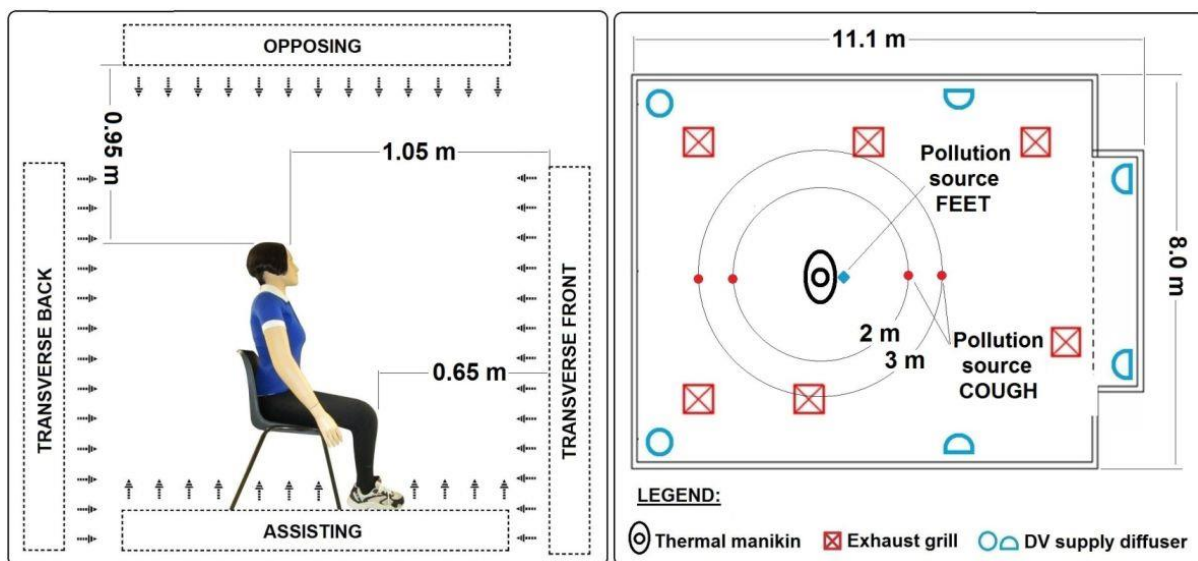 OPPOSING
0.95 m
1.05 m
TRANSVERSE BACK
TRANSVERSE FRONT
0.65 m
ASSISTING
11.1 m
Pollution
source
FEET
8.0 m
2 m
3 m
Pollution
source
COUGH
LEGEND:
Thermal manikin
Exhaust grill
DV supply diffuser